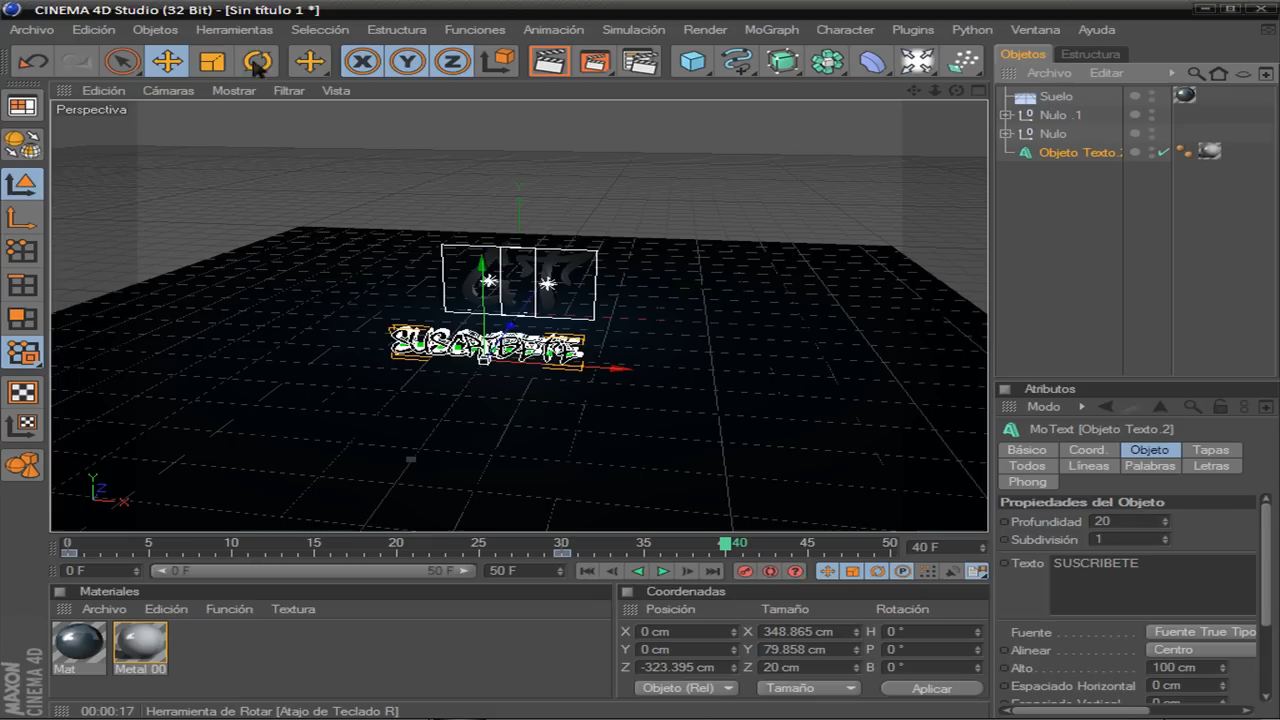 CINEMA 4D Studio (32 Bit) - [Sin título 1 *]
Archivo Edición Objetos Herramientas Selección Estructura Funciones Animación Simulación Render MoGraph Character Plugins Python Ventana Ayuda
Objetos Estructura
Archivo Editar
Edición Cámaras Mostrar Filtrar Vista
Perspectiva
Suelo
Nulo .1
Nulo
Objeto Texto.2
Y
SUSCRIBETE
Y
Z
X
Atributos
Modo
MoText [Objeto Texto.2]
Básico Coord. Objeto Tapas
Todos Líneas Palabras Letras
Phong
Propiedades del Objeto
Profundidad 20
Subdivisión 1
Texto SUSCRIBETE
Fuente Fuente True Tipo
Alinear Centro
Alto 100 cm
Espaciado Horizontal 0 cm
0 5 10 15 20 25 30 35 40 45 50 40 F
0 F 0 F 50 F 50 F
Materiales
Archivo Edición Función Textura
Mat Metal 00
Coordenadas
Posición Tamaño Rotación
X 0 cm X 348.865 cm H 0 °
Y 0 cm Y 79.858 cm P 0 °
Z -323.395 cm Z 20 cm B 0 °
Objeto (Rel) Tamaño Aplicar
MAXON
CINEMA 4D
00:00:17 Herramienta de Rotar [Atajo de Teclado R]